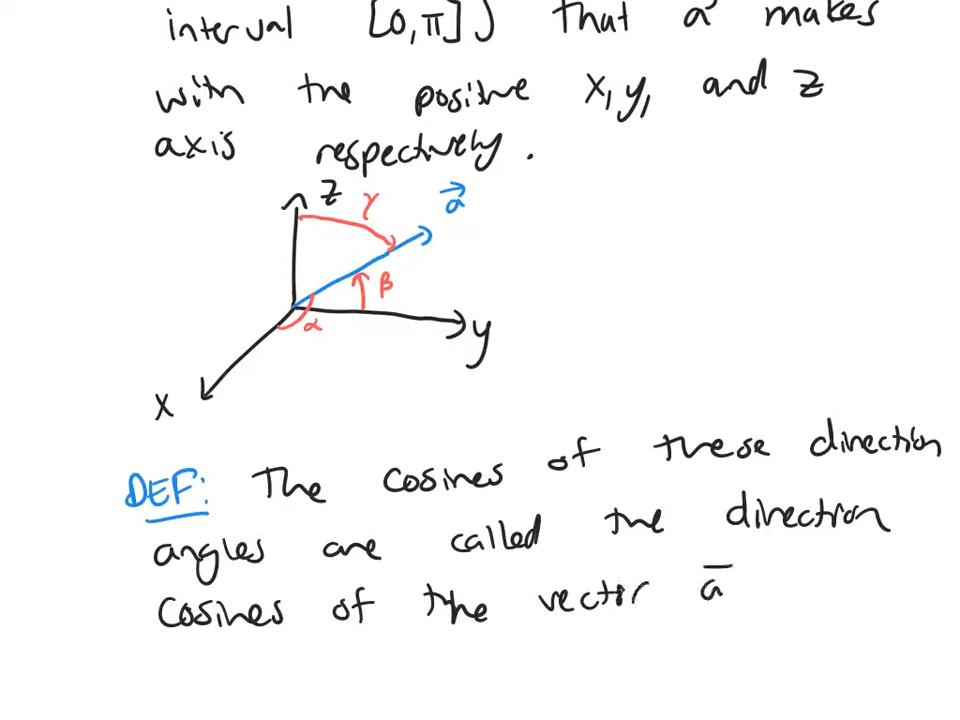 interval [0,π]) that a makes
with the positive x, y, and z
axis respectively.
z
γ
a
β
α
y
x
DEF: The cosines of these direction
angles are called the direction
cosines of the vector a